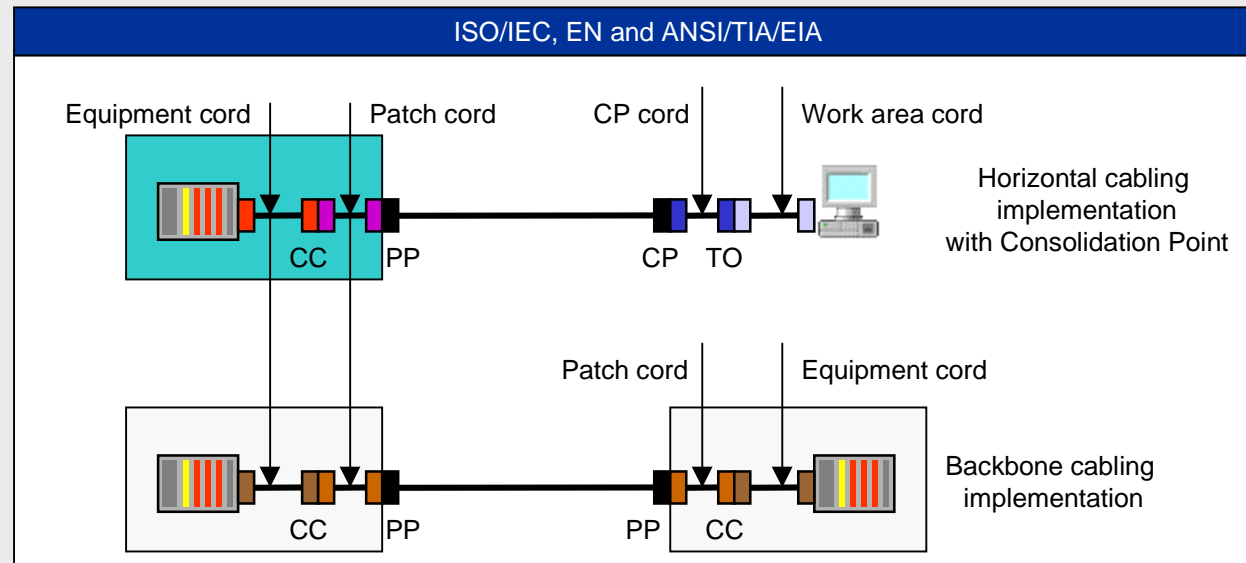 ISO/IEC, EN and ANSI/TIA/EIA
Equipment cord
Patch cord
CP cord
Work area cord
Horizontal cabling
implementation
with Consolidation Point
CC
PP
CP
TO
Patch cord
Equipment cord
Backbone cabling
implementation
CC
PP
PP
CC